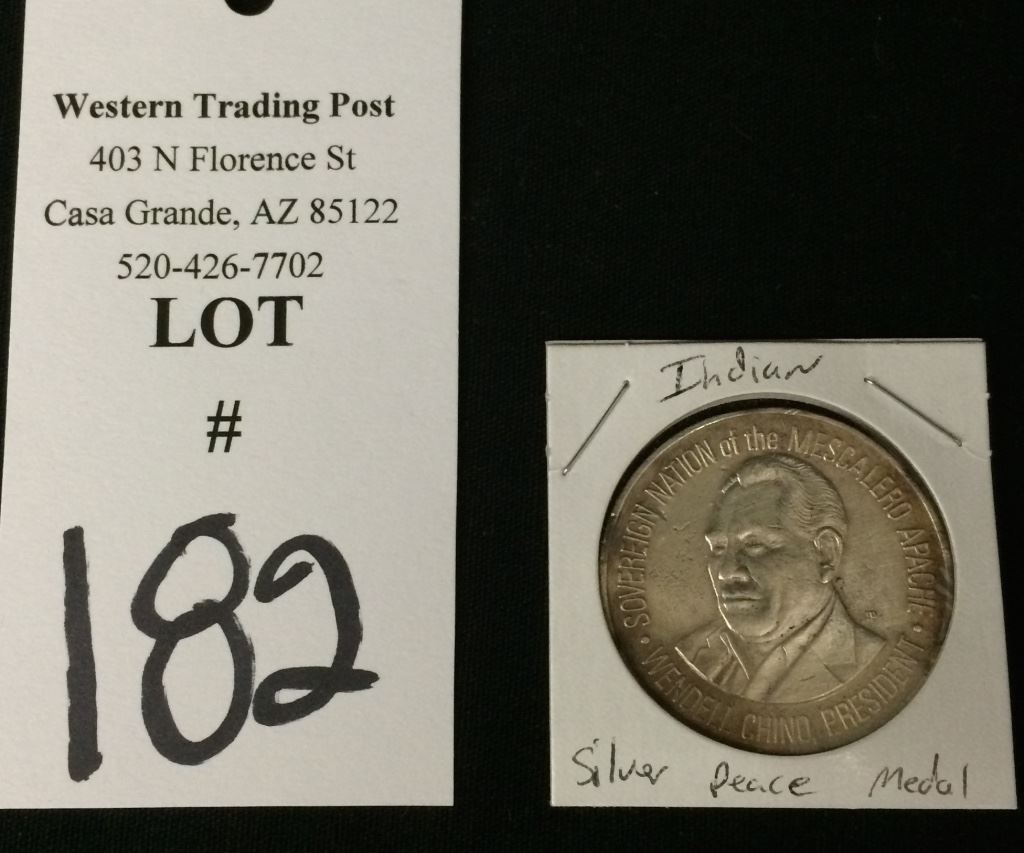 Western Trading Post
403 N Florence St
Casa Grande, AZ 85122
520-426-7702
LOT
#
182
Indian
SOVEREIGN NATION of the MESCALERO APACHE
• WENDELL CHINO, PRESIDENT •
Silver Peace Medal